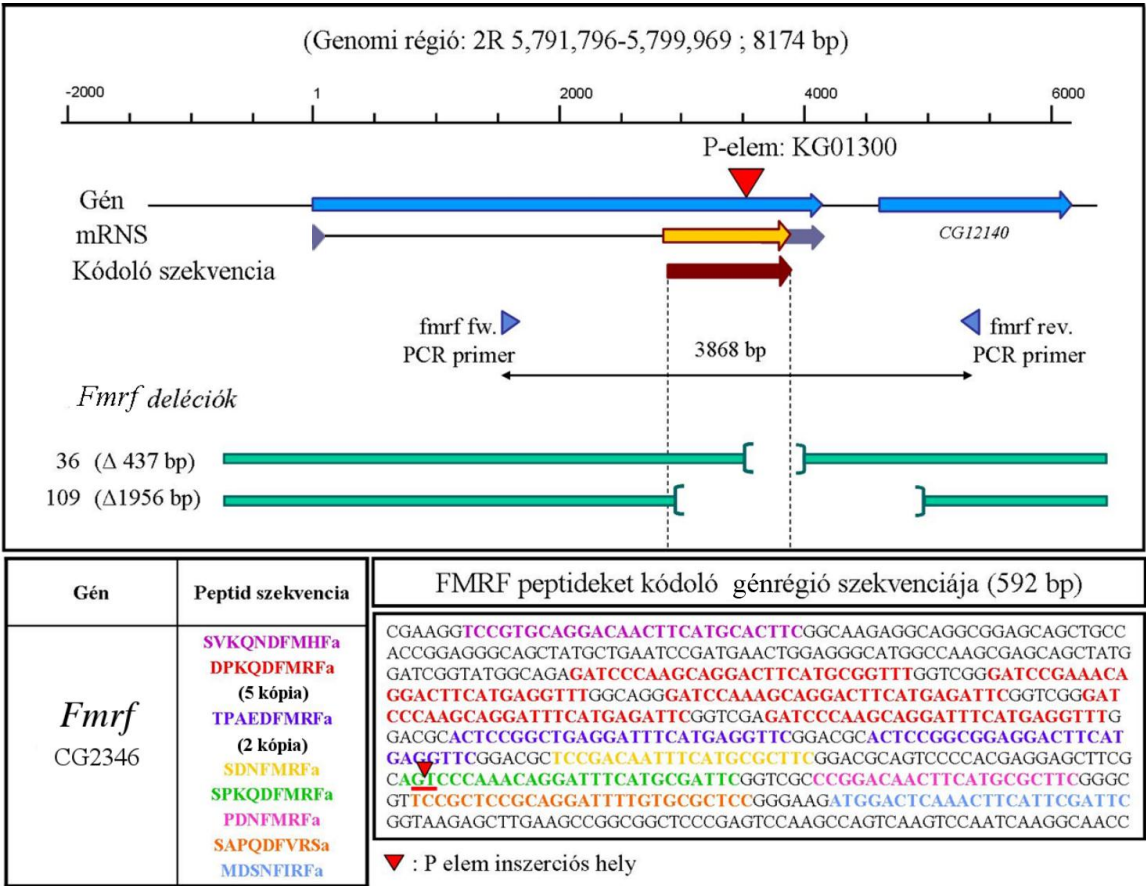 (Genomi régió: 2R 5,791,796-5,799,969 ; 8174 bp)
-2000 1 2000 4000 6000
P-elem: KG01300
Gén
mRNS
CG12140
Kódoló szekvencia
fmrf fw.
PCR primer
3868 bp
fmrf rev.
PCR primer
Fmrf deléciók
36 (Δ 437 bp)
109 (Δ1956 bp)
Gén
Peptid szekvencia
Fmrf
CG2346
SVKQNDFMHFa
DPKQDFMRFa
(5 kópia)
TPAEDFMRFa
(2 kópia)
SDNFMRFa
SPKQDFMRFa
PDNFMRFa
SAPQDFVRSa
MDSNFIRFa
FMRF peptideket kódoló génrégió szekvenciája (592 bp)
CGAAGGTCCGTGCAGGACAACTTCATGCACTTCGGCAAGAGGCAGGCGGAGCAGCTGCC
ACCGGAGGGCAGCTATGCTGAATCCGATGAACTGGAGGGCATGGCCAAGCGAGCAGCTATG
GATCGGTATGGCAGAGATCCCAAGCAGGACTTCATGCGGTTTGGTCGGGATCCGAAACA
GGACTTCATGAGGTTTGGCAGGGATCCAAAGCAGGACTTCATGAGATTCGGTCGGGAT
CCCAAGCAGGATTTCATGAGATTCGGTCGAGATCCCAAGCAGGATTTCATGAGGTTTG
GACGCACTCCGGCTGAGGATTTCATGAGGTTCGGACGCACTCCGGCGGAGGACTTCAT
GAGGTTCGGACGCTCCGACAATTTCATGCGCTTCGGACGCAGTCCCCACGAGGAGCTTCG
CAGTCCCAAACAGGATTTCATGCGATTCGGTCGCCCGGACAACTTCATGCGCTTCGGGC
GTTCCGCTCCGCAGGATTTTGTGCGCTCCGGGAAGATGGACTCAAACTTCATTCGATTC
GGTAAGAGCTTGAAGCCGGCGGCTCCCGAGTCCAAGCCAGTCAAGTCCAATCAAGGCAACC
: P elem inszerciós hely